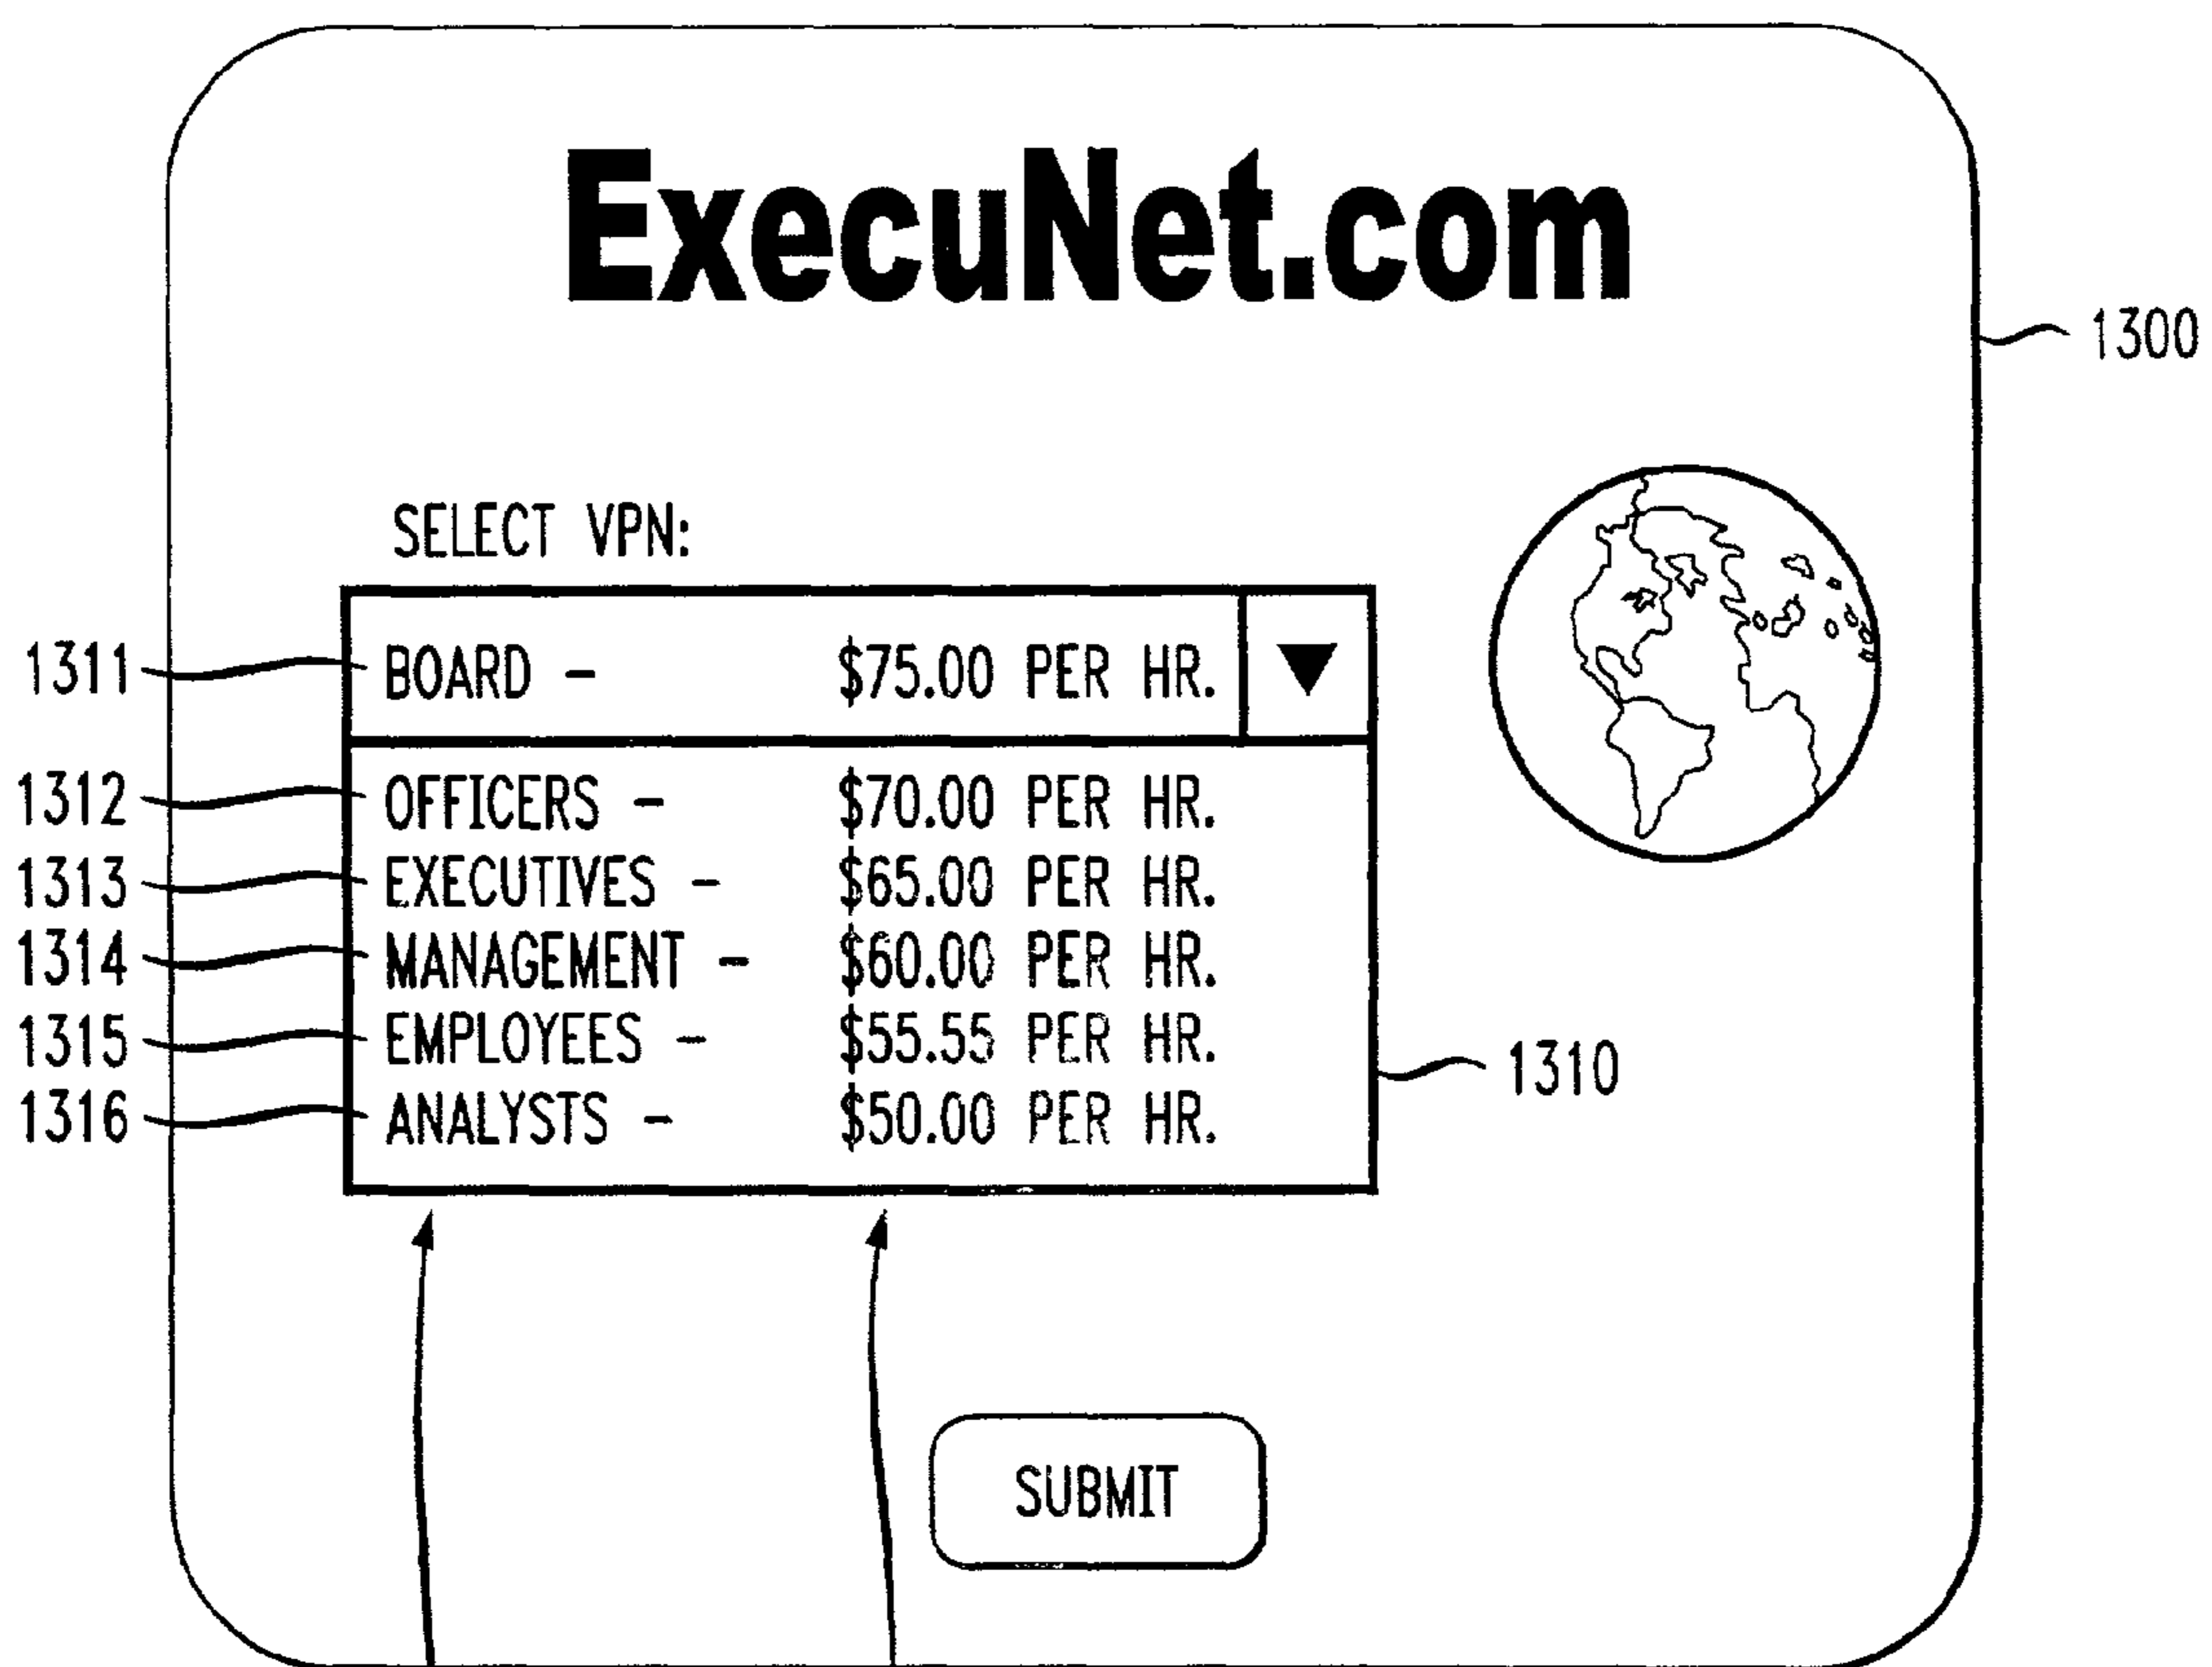 ExecuNet.com
1300
SELECT VPN:
1311 BOARD – $75.00 PER HR.
1312 OFFICERS – $70.00 PER HR.
1313 EXECUTIVES – $65.00 PER HR.
1314 MANAGEMENT – $60.00 PER HR.
1315 EMPLOYEES – $55.55 PER HR.
1310
1316 ANALYSTS – $50.00 PER HR.
SUBMIT